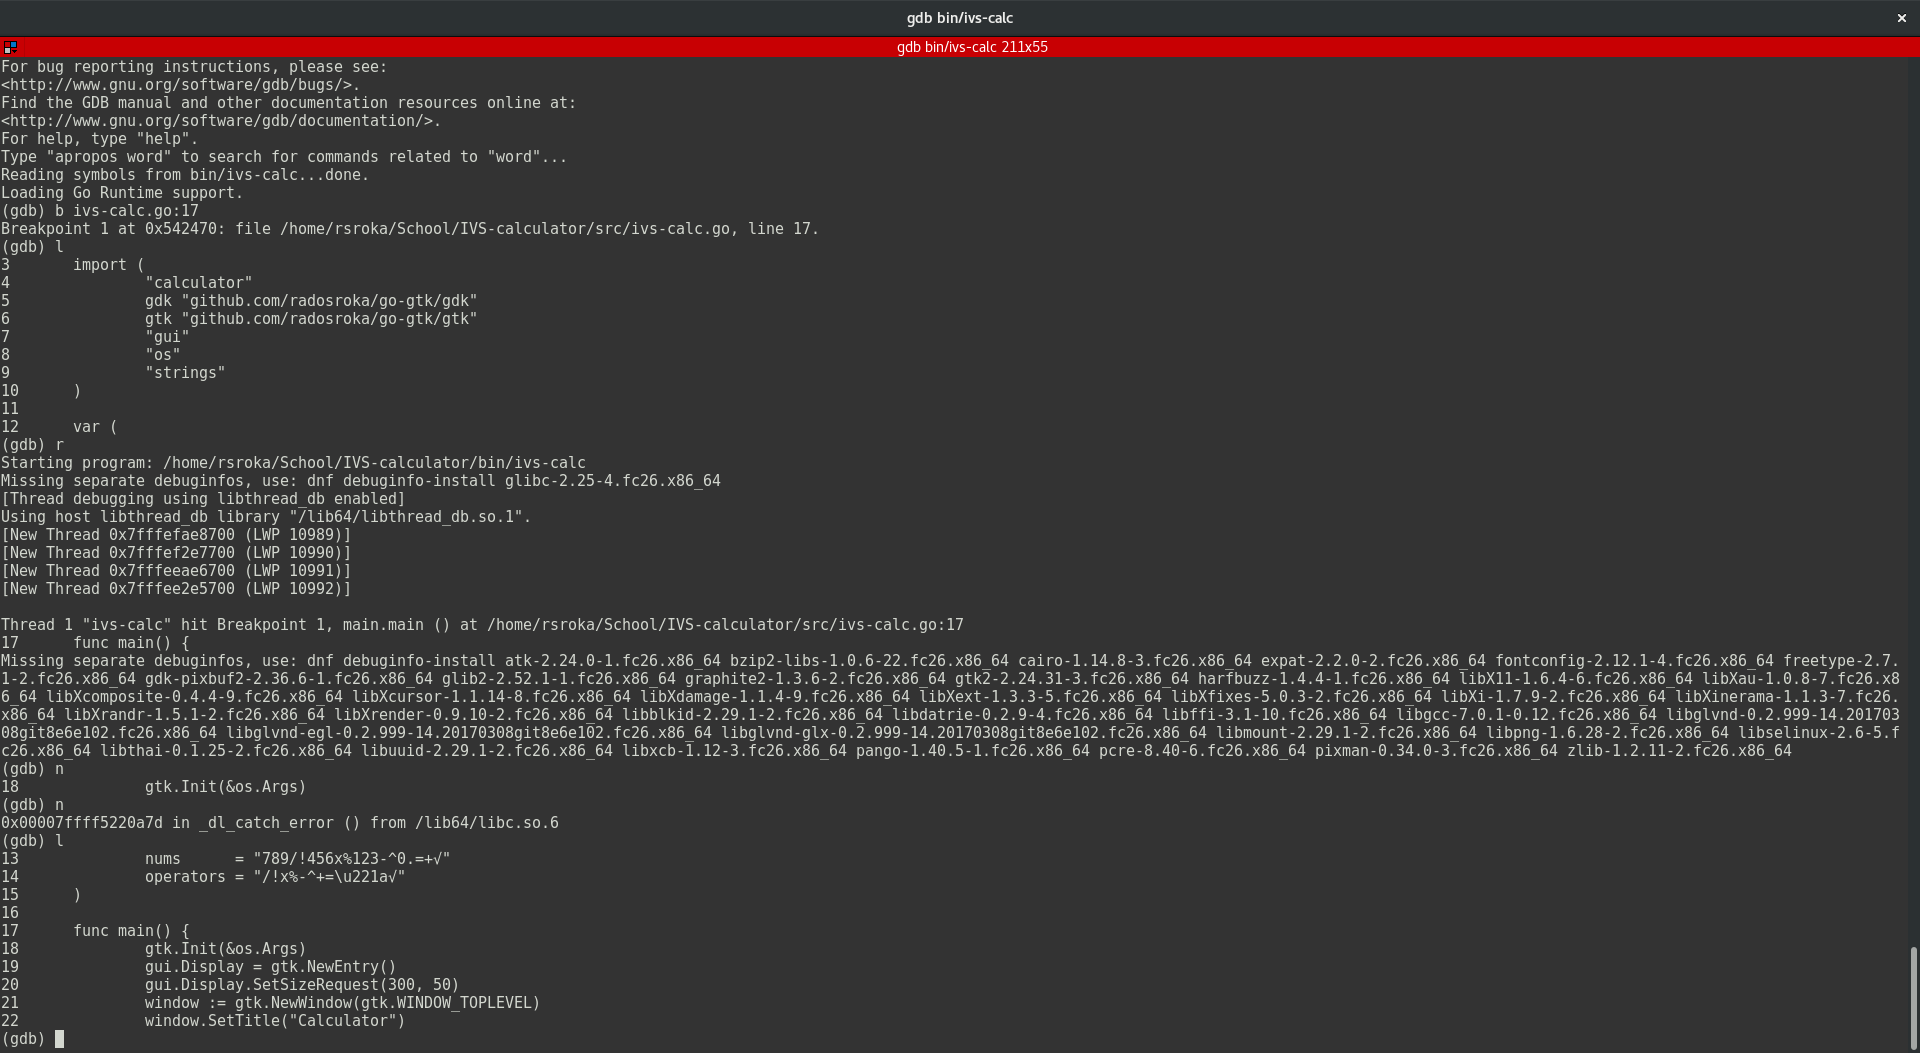 gdb bin/ivs-calc
gdb bin/ivs-calc 211x55
For bug reporting instructions, please see:
<http://www.gnu.org/software/gdb/bugs/>.
Find the GDB manual and other documentation resources online at:
<http://www.gnu.org/software/gdb/documentation/>.
For help, type "help".
Type "apropos word" to search for commands related to "word"...
Reading symbols from bin/ivs-calc...done.
Loading Go Runtime support.
(gdb) b ivs-calc.go:17
Breakpoint 1 at 0x542470: file /home/rsroka/School/IVS-calculator/src/ivs-calc.go, line 17.
(gdb) l
3       import (
4               "calculator"
5               gdk "github.com/radosroka/go-gtk/gdk"
6               gtk "github.com/radosroka/go-gtk/gtk"
7               "gui"
8               "os"
9               "strings"
10      )
11
12      var (
(gdb) r
Starting program: /home/rsroka/School/IVS-calculator/bin/ivs-calc
Missing separate debuginfos, use: dnf debuginfo-install glibc-2.25-4.fc26.x86_64
[Thread debugging using libthread_db enabled]
Using host libthread_db library "/lib64/libthread_db.so.1".
[New Thread 0x7fffefae8700 (LWP 10989)]
[New Thread 0x7fffef2e7700 (LWP 10990)]
[New Thread 0x7fffeeae6700 (LWP 10991)]
[New Thread 0x7fffee2e5700 (LWP 10992)]
Thread 1 "ivs-calc" hit Breakpoint 1, main.main () at /home/rsroka/School/IVS-calculator/src/ivs-calc.go:17
17      func main() {
Missing separate debuginfos, use: dnf debuginfo-install atk-2.24.0-1.fc26.x86_64 bzip2-libs-1.0.6-22.fc26.x86_64 cairo-1.14.8-3.fc26.x86_64 expat-2.2.0-2.fc26.x86_64 fontconfig-2.12.1-4.fc26.x86_64 freetype-2.7.
1-2.fc26.x86_64 gdk-pixbuf2-2.36.6-1.fc26.x86_64 glib2-2.52.1-1.fc26.x86_64 graphite2-1.3.6-2.fc26.x86_64 gtk2-2.24.31-3.fc26.x86_64 harfbuzz-1.4.4-1.fc26.x86_64 libX11-1.6.4-6.fc26.x86_64 libXau-1.0.8-7.fc26.x8
6_64 libXcomposite-0.4.4-9.fc26.x86_64 libXcursor-1.1.14-8.fc26.x86_64 libXdamage-1.1.4-9.fc26.x86_64 libXext-1.3.3-5.fc26.x86_64 libXfixes-5.0.3-2.fc26.x86_64 libXi-1.7.9-2.fc26.x86_64 libXinerama-1.1.3-7.fc26.
x86_64 libXrandr-1.5.1-2.fc26.x86_64 libXrender-0.9.10-2.fc26.x86_64 libblkid-2.29.1-2.fc26.x86_64 libdatrie-0.2.9-4.fc26.x86_64 libffi-3.1-10.fc26.x86_64 libgcc-7.0.1-0.12.fc26.x86_64 libglvnd-0.2.999-14.201703
08git8e6e102.fc26.x86_64 libglvnd-egl-0.2.999-14.20170308git8e6e102.fc26.x86_64 libglvnd-glx-0.2.999-14.20170308git8e6e102.fc26.x86_64 libmount-2.29.1-2.fc26.x86_64 libpng-1.6.28-2.fc26.x86_64 libselinux-2.6-5.f
c26.x86_64 libthai-0.1.25-2.fc26.x86_64 libuuid-2.29.1-2.fc26.x86_64 libxcb-1.12-3.fc26.x86_64 pango-1.40.5-1.fc26.x86_64 pcre-8.40-6.fc26.x86_64 pixman-0.34.0-3.fc26.x86_64 zlib-1.2.11-2.fc26.x86_64
(gdb) n
18              gtk.Init(&os.Args)
(gdb) n
0x00007ffff5220a7d in _dl_catch_error () from /lib64/libc.so.6
(gdb) l
13              nums      = "789/!456x%123-^0.=+√"
14              operators = "/!x%-^+=\u221a√"
15      )
16
17      func main() {
18              gtk.Init(&os.Args)
19              gui.Display = gtk.NewEntry()
20              gui.Display.SetSizeRequest(300, 50)
21              window := gtk.NewWindow(gtk.WINDOW_TOPLEVEL)
22              window.SetTitle("Calculator")
(gdb)